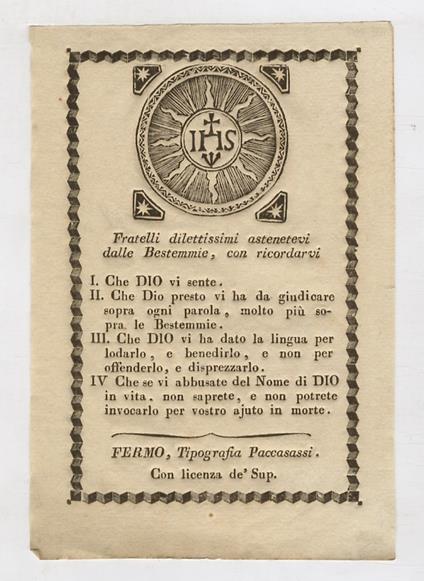 IHS
Fratelli dilettissimi astenetevi
dalle Bestemmie, con ricordarvi
I. Che DIO vi sente.
II. Che Dio presto vi ha da giudicare
sopra ogni parola, molto più so-
pra le Bestemmie.
III. Che DIO vi ha dato la lingua per
lodarlo, e benedirlo, e non per
offenderlo, e disprezzarlo.
IV Che se vi abbusate del Nome di DIO
in vita, non saprete, e non potrete
invocarlo per vostro ajuto in morte.
FERMO, Tipografia Paccasassi.
Con licenza de' Sup.